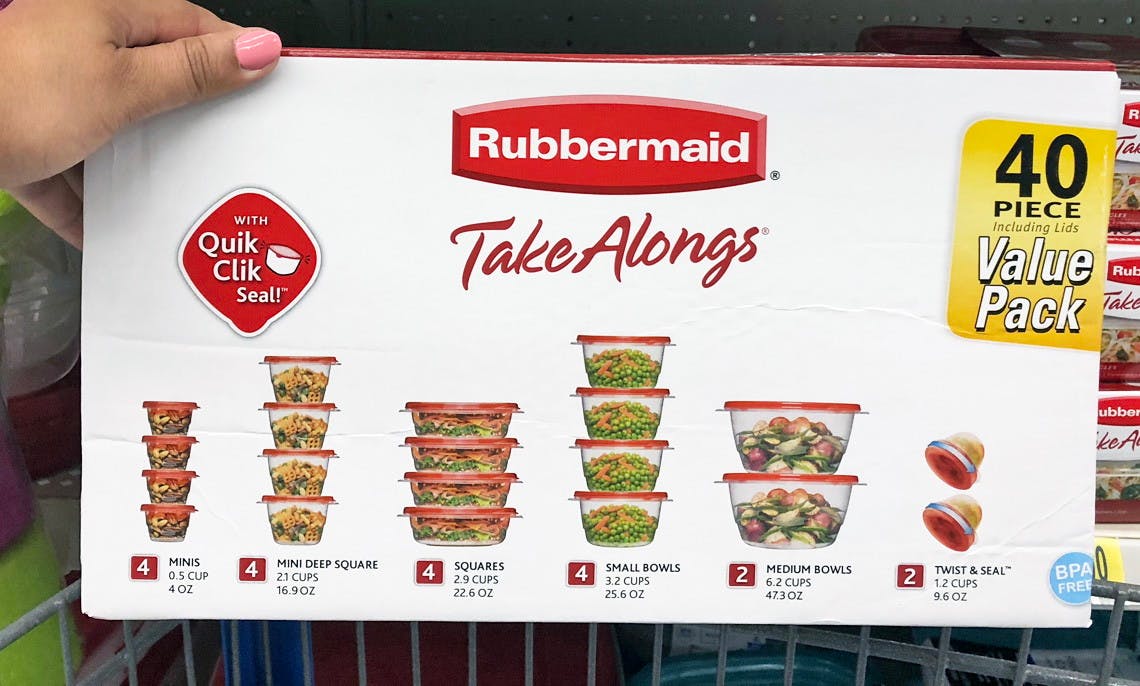 Rubbermaid®
TakeAlongs®
WITH
Quik
Clik
Seal!™
40
PIECE
Including Lids
Value
Pack
4 MINIS
0.5 CUP
4 OZ
4 MINI DEEP SQUARE
2.1 CUPS
16.9 OZ
4 SQUARES
2.9 CUPS
22.6 OZ
4 SMALL BOWLS
3.2 CUPS
25.6 OZ
2 MEDIUM BOWLS
6.2 CUPS
47.3 OZ
2 TWIST & SEAL™
1.2 CUPS
9.6 OZ
BPA
FREE